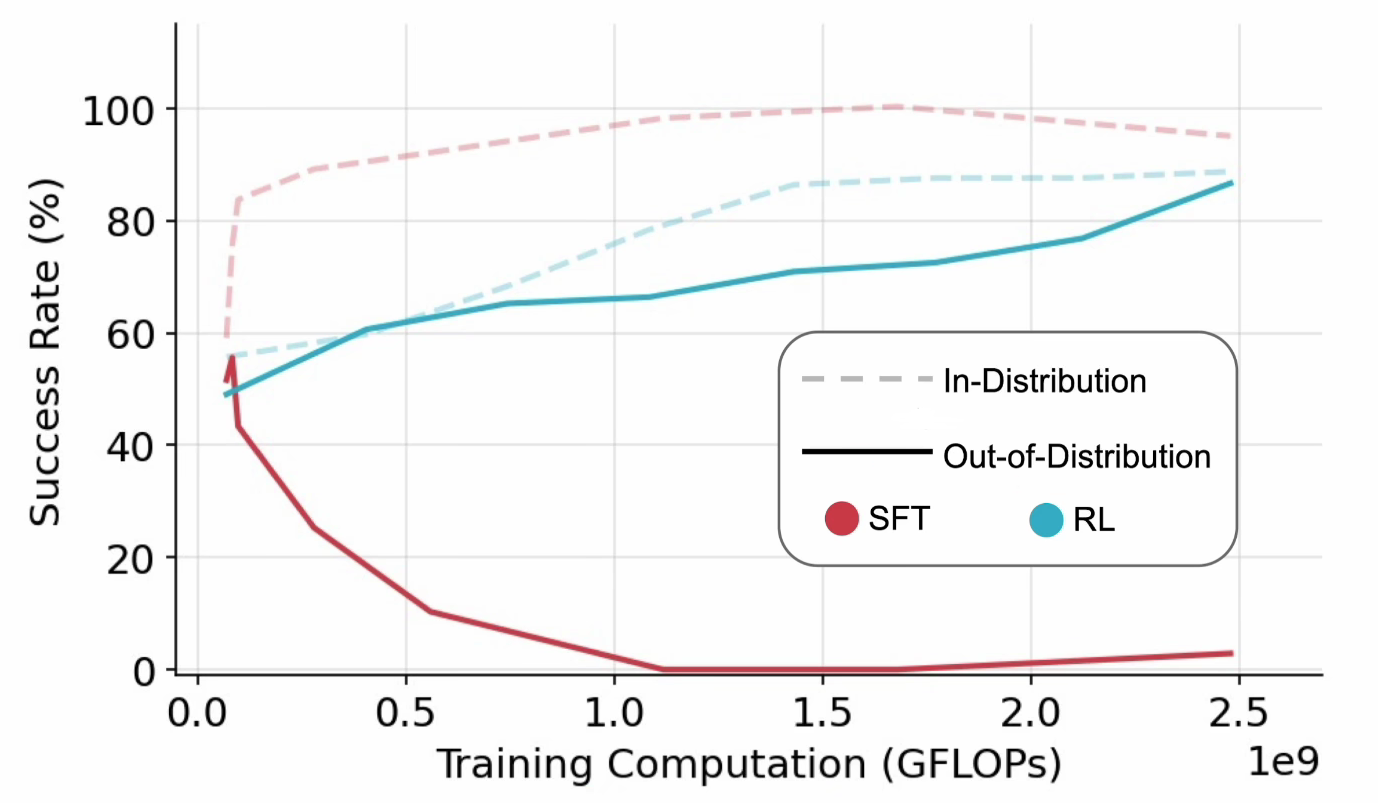 100
80
60
40
20
0
Success Rate (%)
In-Distribution
Out-of-Distribution
SFT RL
0.0 0.5 1.0 1.5 2.0 2.5
Training Computation (GFLOPs) 1e9